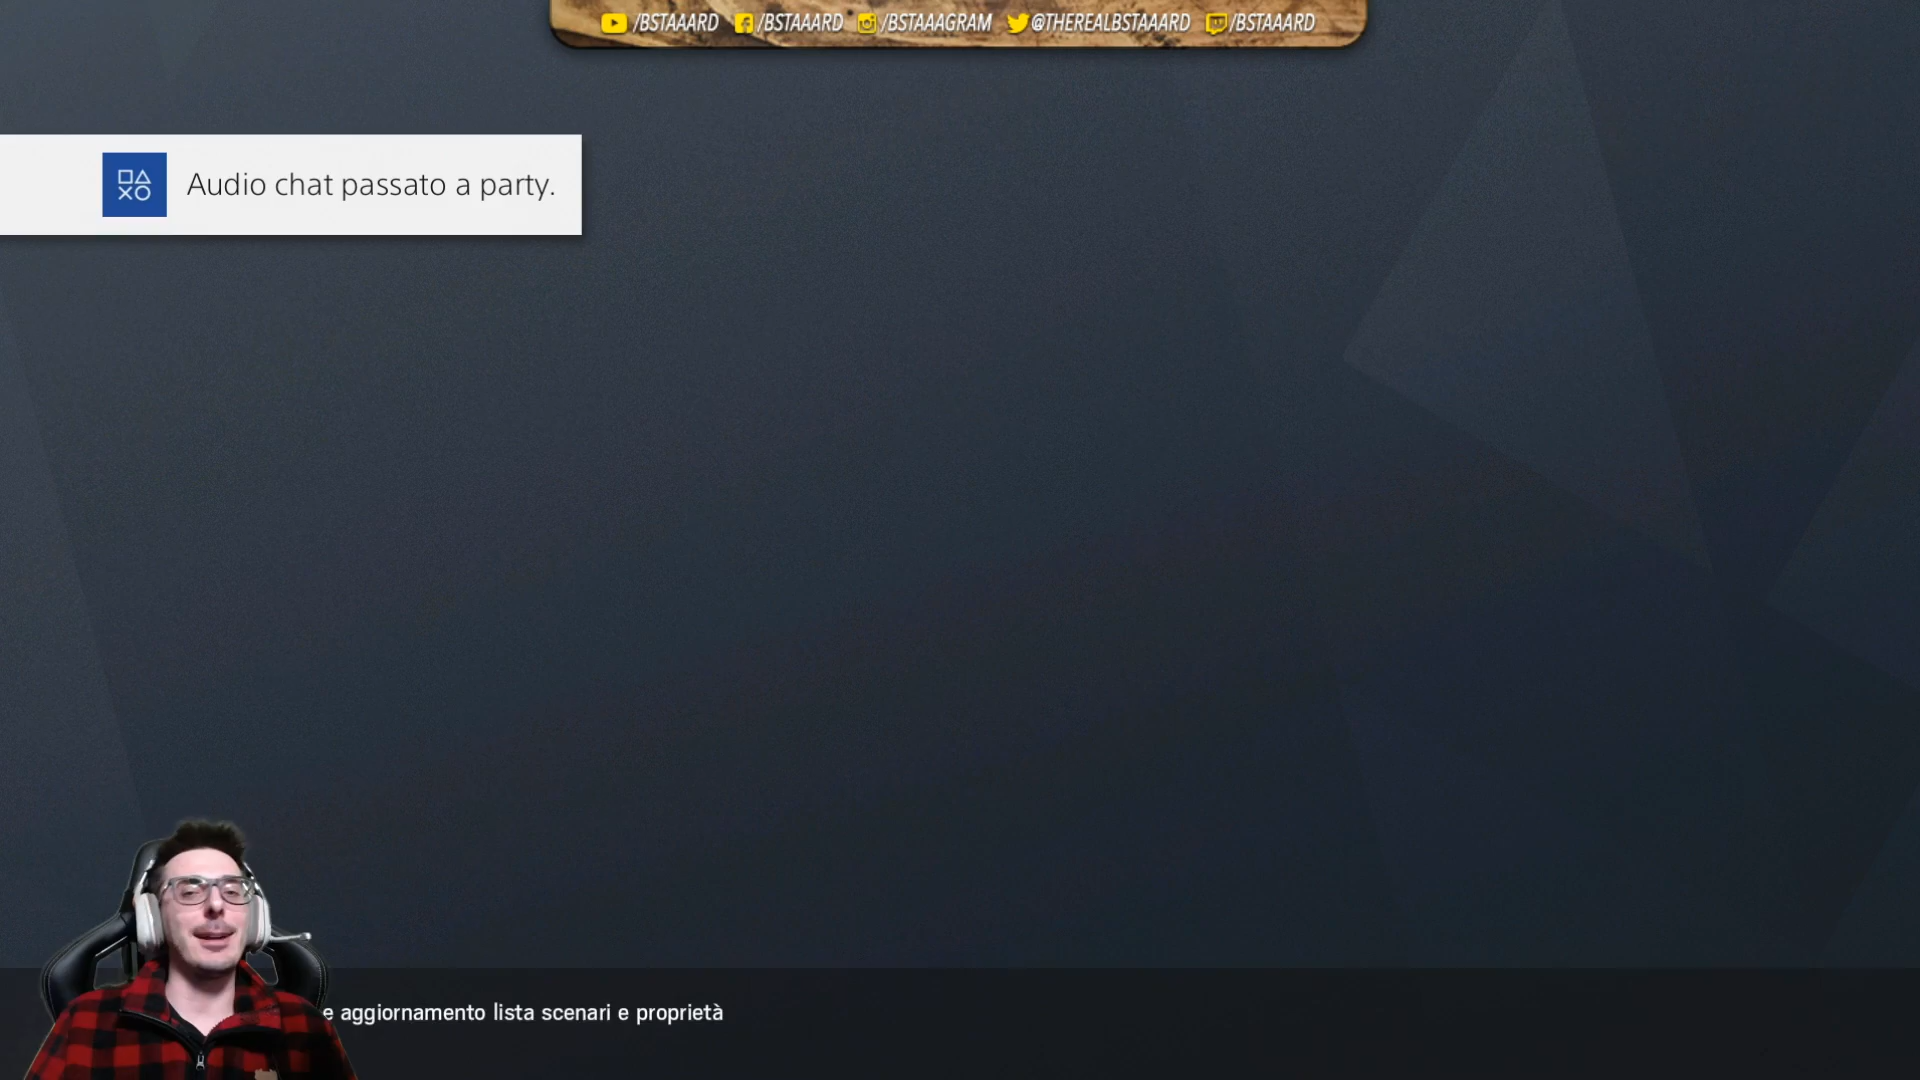 /BSTAAARD /BSTAAARD /BSTAAAGRAM @THEREALBSTAAARD /BSTAAARD
Audio chat passato a party.
e aggiornamento lista scenari e proprietà